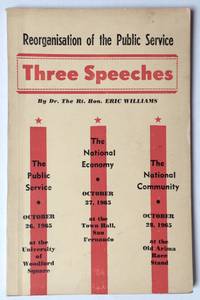 Reorganisation of the Public Service
Three Speeches
By Dr. The Rt. Hon. ERIC WILLIAMS
The
Public
Service
OCTOBER
26, 1965
at the
University
of
Woodford
Square
The
National
Economy
OCTOBER
27, 1965
at the
Town Hall,
San
Fernando
The
National
Community
OCTOBER
28, 1965
at the
Old Arima
Race
Stand